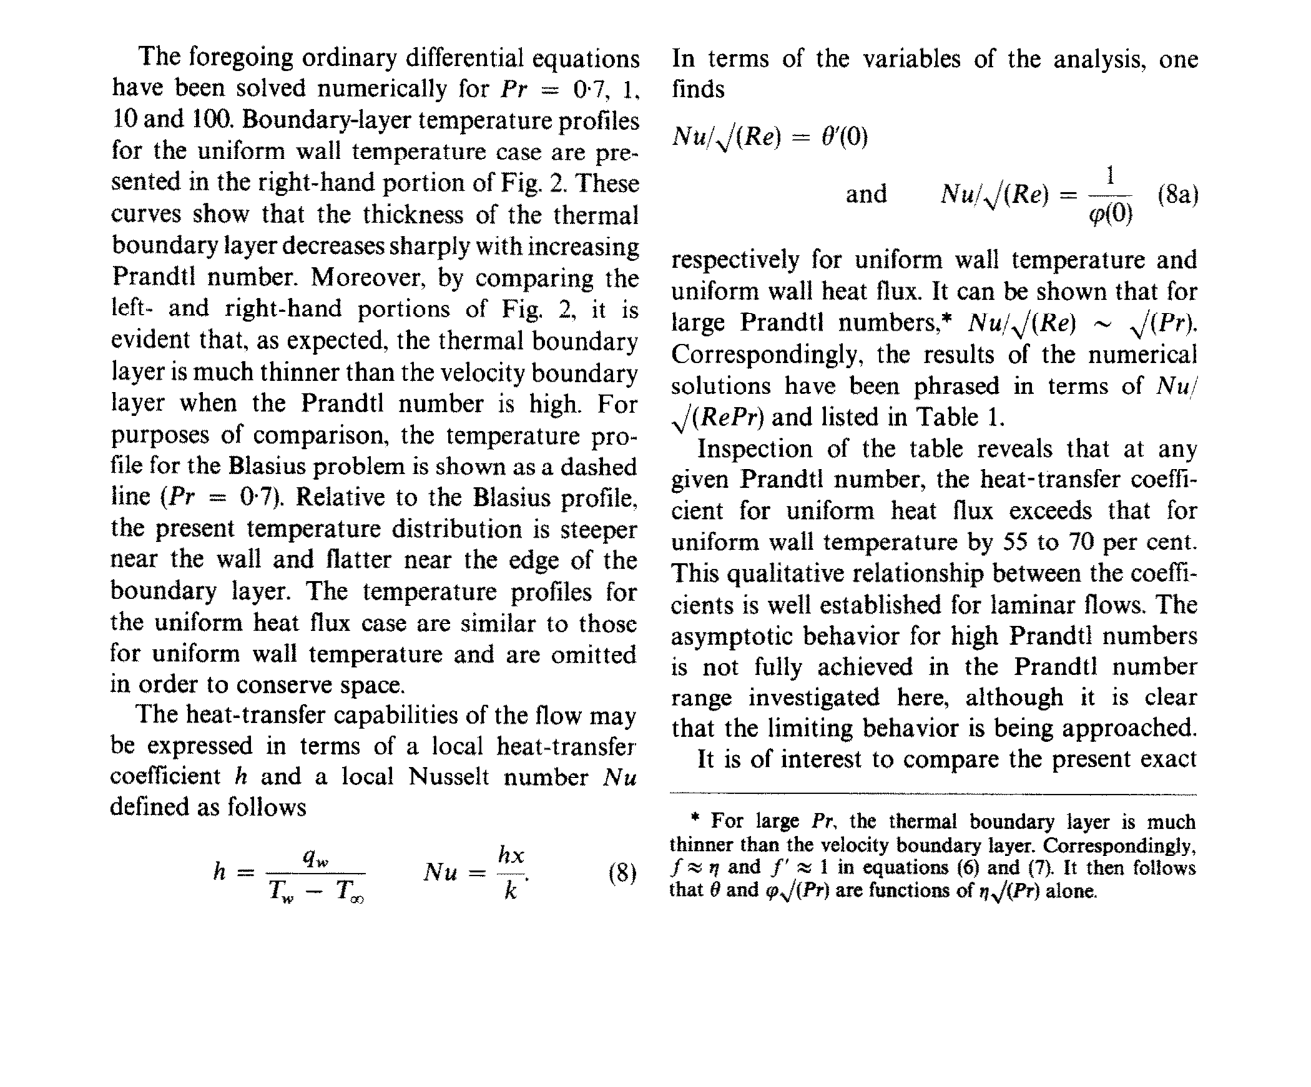 The foregoing ordinary differential equations
have been solved numerically for Pr = 0·7, 1,
10 and 100. Boundary-layer temperature profiles
for the uniform wall temperature case are pre-
sented in the right-hand portion of Fig. 2. These
curves show that the thickness of the thermal
boundary layer decreases sharply with increasing
Prandtl number. Moreover, by comparing the
left- and right-hand portions of Fig. 2, it is
evident that, as expected, the thermal boundary
layer is much thinner than the velocity boundary
layer when the Prandtl number is high. For
purposes of comparison, the temperature pro-
file for the Blasius problem is shown as a dashed
line (Pr = 0·7). Relative to the Blasius profile,
the present temperature distribution is steeper
near the wall and flatter near the edge of the
boundary layer. The temperature profiles for
the uniform heat flux case are similar to those
for uniform wall temperature and are omitted
in order to conserve space.
The heat-transfer capabilities of the flow may
be expressed in terms of a local heat-transfer
coefficient h and a local Nusselt number Nu
defined as follows
h = q_w / (T_w − T_∞)    Nu = hx / k.    (8)
In terms of the variables of the analysis, one
finds
Nu/√(Re) = θ′(0)
and    Nu/√(Re) = 1 / φ(0)    (8a)
respectively for uniform wall temperature and
uniform wall heat flux. It can be shown that for
large Prandtl numbers,* Nu/√(Re) ~ √(Pr).
Correspondingly, the results of the numerical
solutions have been phrased in terms of Nu/
√(RePr) and listed in Table 1.
Inspection of the table reveals that at any
given Prandtl number, the heat-transfer coeffi-
cient for uniform heat flux exceeds that for
uniform wall temperature by 55 to 70 per cent.
This qualitative relationship between the coeffi-
cients is well established for laminar flows. The
asymptotic behavior for high Prandtl numbers
is not fully achieved in the Prandtl number
range investigated here, although it is clear
that the limiting behavior is being approached.
It is of interest to compare the present exact
* For large Pr, the thermal boundary layer is much
thinner than the velocity boundary layer. Correspondingly,
f ≈ η and f′ ≈ 1 in equations (6) and (7). It then follows
that θ and φ√(Pr) are functions of η√(Pr) alone.